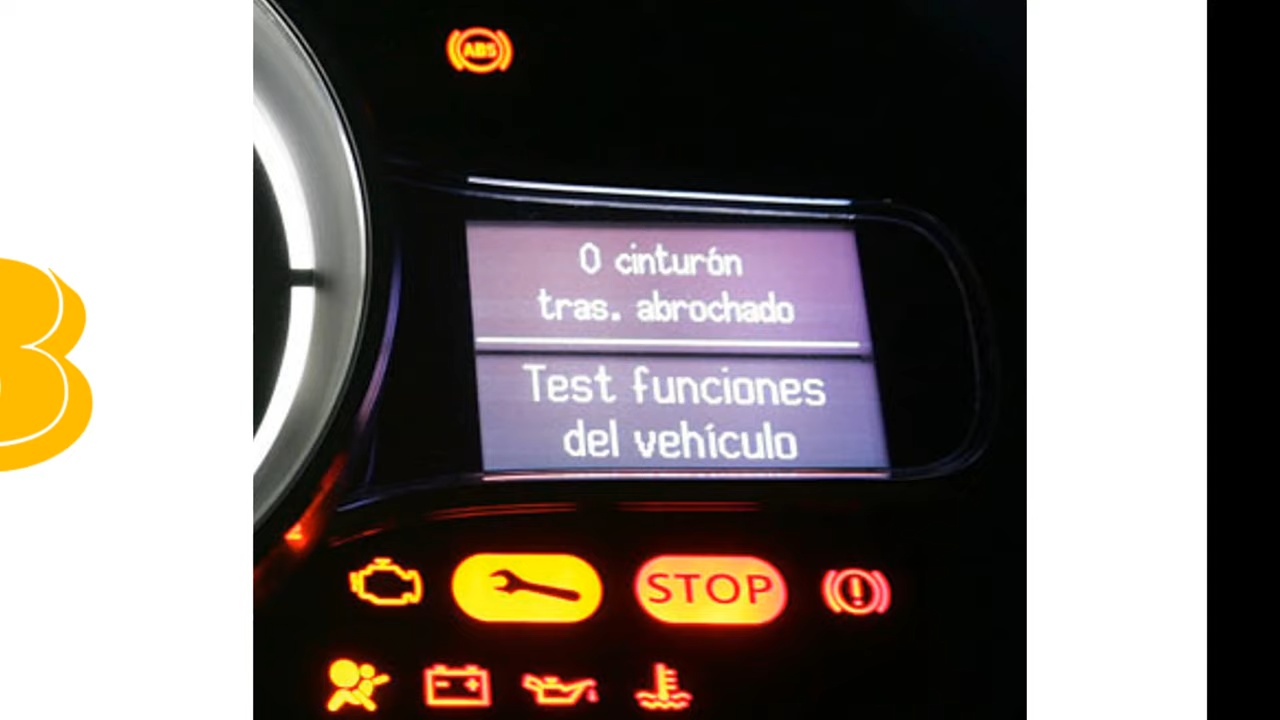 ABS
0 cinturón
tras. abrochado
Test funciones
del vehículo
STOP